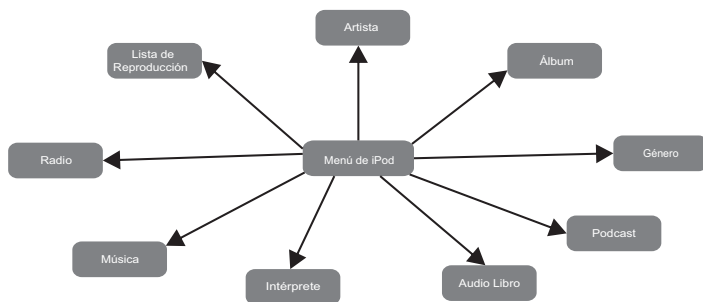 Artista
Lista de
Reproducción
Álbum
Radio
Menú de iPod
Género
Música
Intérprete
Audio Libro
Podcast